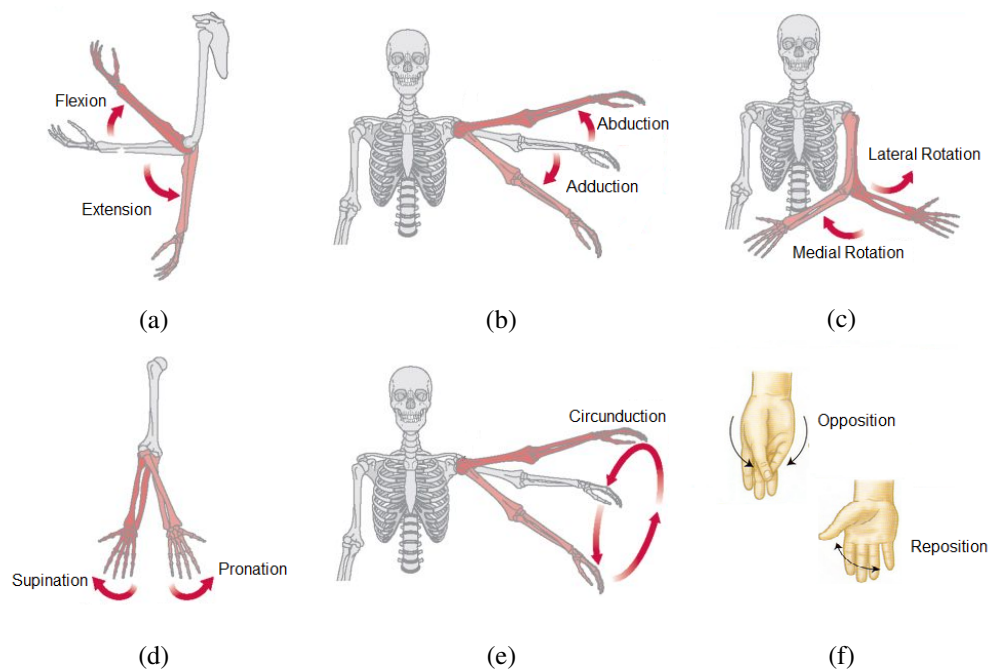 Flexion
Extension
(a)
Abduction
Adduction
(b)
Lateral Rotation
Medial Rotation
(c)
Supination
Pronation
(d)
Circunduction
(e)
Opposition
Reposition
(f)